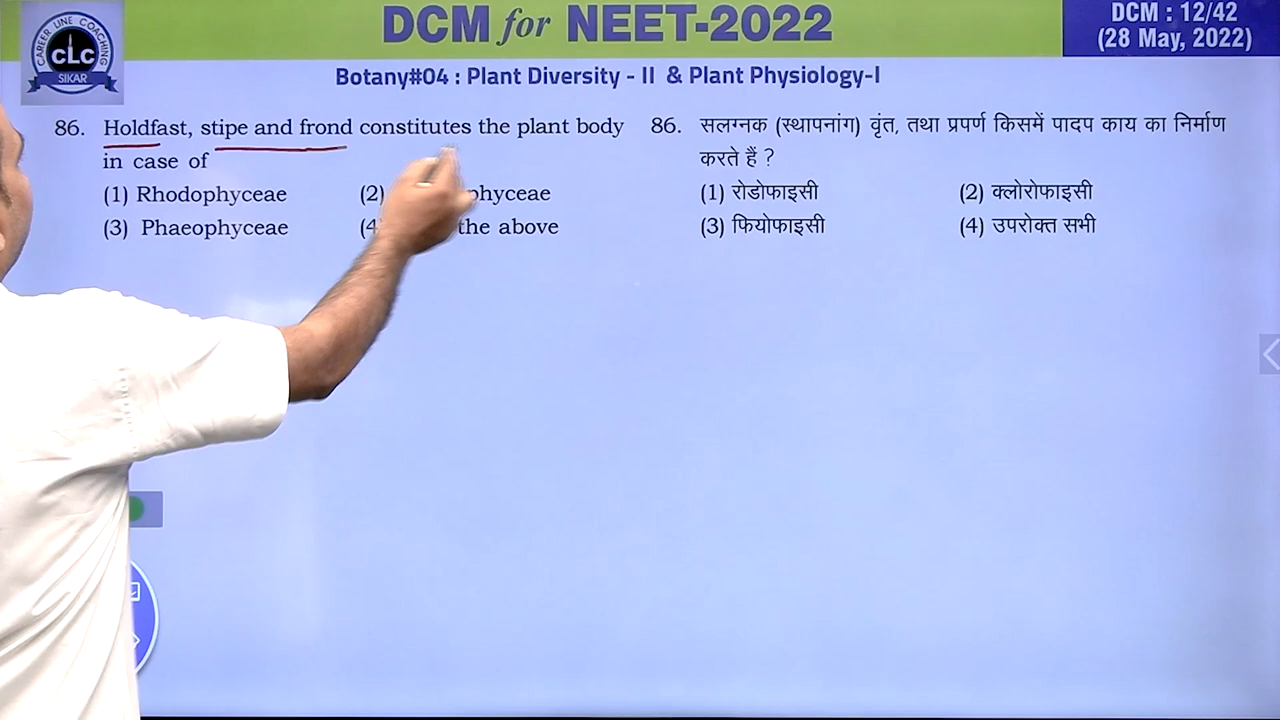 DCM for NEET-2022
DCM : 12/42
(28 May, 2022)
CAREER LINE COACHING
CLC
SIKAR
Botany#04 : Plant Diversity - II & Plant Physiology-I
86. Holdfast, stipe and frond constitutes the plant body
in case of
(1) Rhodophyceae (2) phyceae
(3) Phaeophyceae (4 the above
86. सलग्नक (स्थापनांग) वृंत, तथा प्रपर्ण किसमें पादप काय का निर्माण
करते हैं ?
(1) रोडोफाइसी (2) क्लोरोफाइसी
(3) फियोफाइसी (4) उपरोक्त सभी